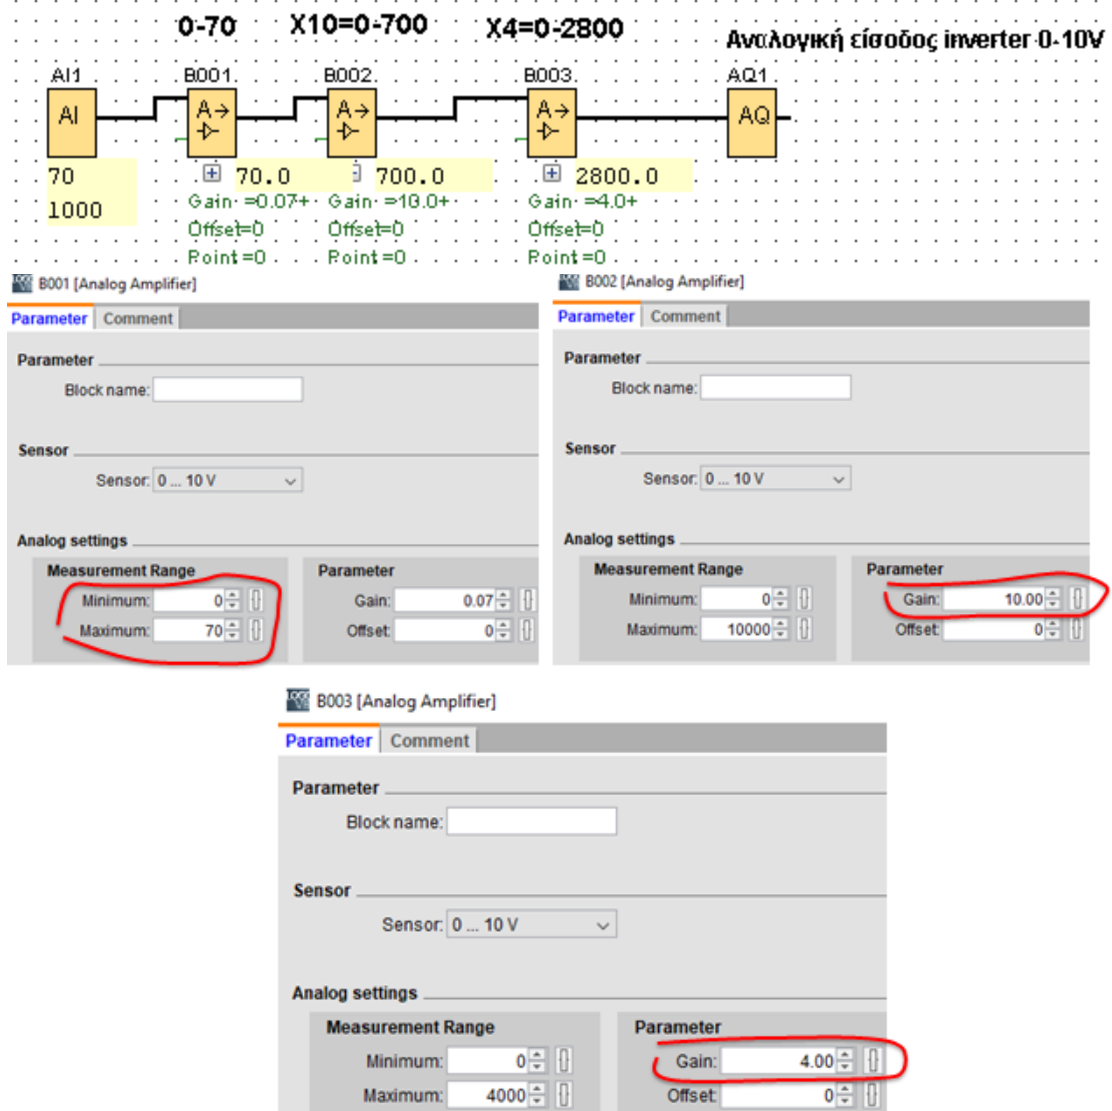 0-70 X10=0-700 X4=0-2800 Αναλογική είσοδος inverter 0-10V
AI1 B001 B002 B003 AQ1
AI A→ A→ A→ AQ
70 70.0 700.0 2800.0
1000 Gain =0.07+ Gain =10.0+ Gain =4.0+
Offset=0 Offset=0 Offset=0
Point=0 Point=0 Point=0
B001 [Analog Amplifier]
Parameter Comment
Parameter
Block name:
Sensor
Sensor: 0 ... 10 V
Analog settings
Measurement Range Parameter
Minimum: 0 Gain: 0.07
Maximum: 70 Offset: 0
B002 [Analog Amplifier]
Parameter Comment
Parameter
Block name:
Sensor
Sensor: 0 ... 10 V
Analog settings
Measurement Range Parameter
Minimum: 0 Gain: 10.00
Maximum: 10000 Offset: 0
B003 [Analog Amplifier]
Parameter Comment
Parameter
Block name:
Sensor
Sensor: 0 ... 10 V
Analog settings
Measurement Range Parameter
Minimum: 0 Gain: 4.00
Maximum: 4000 Offset: 0